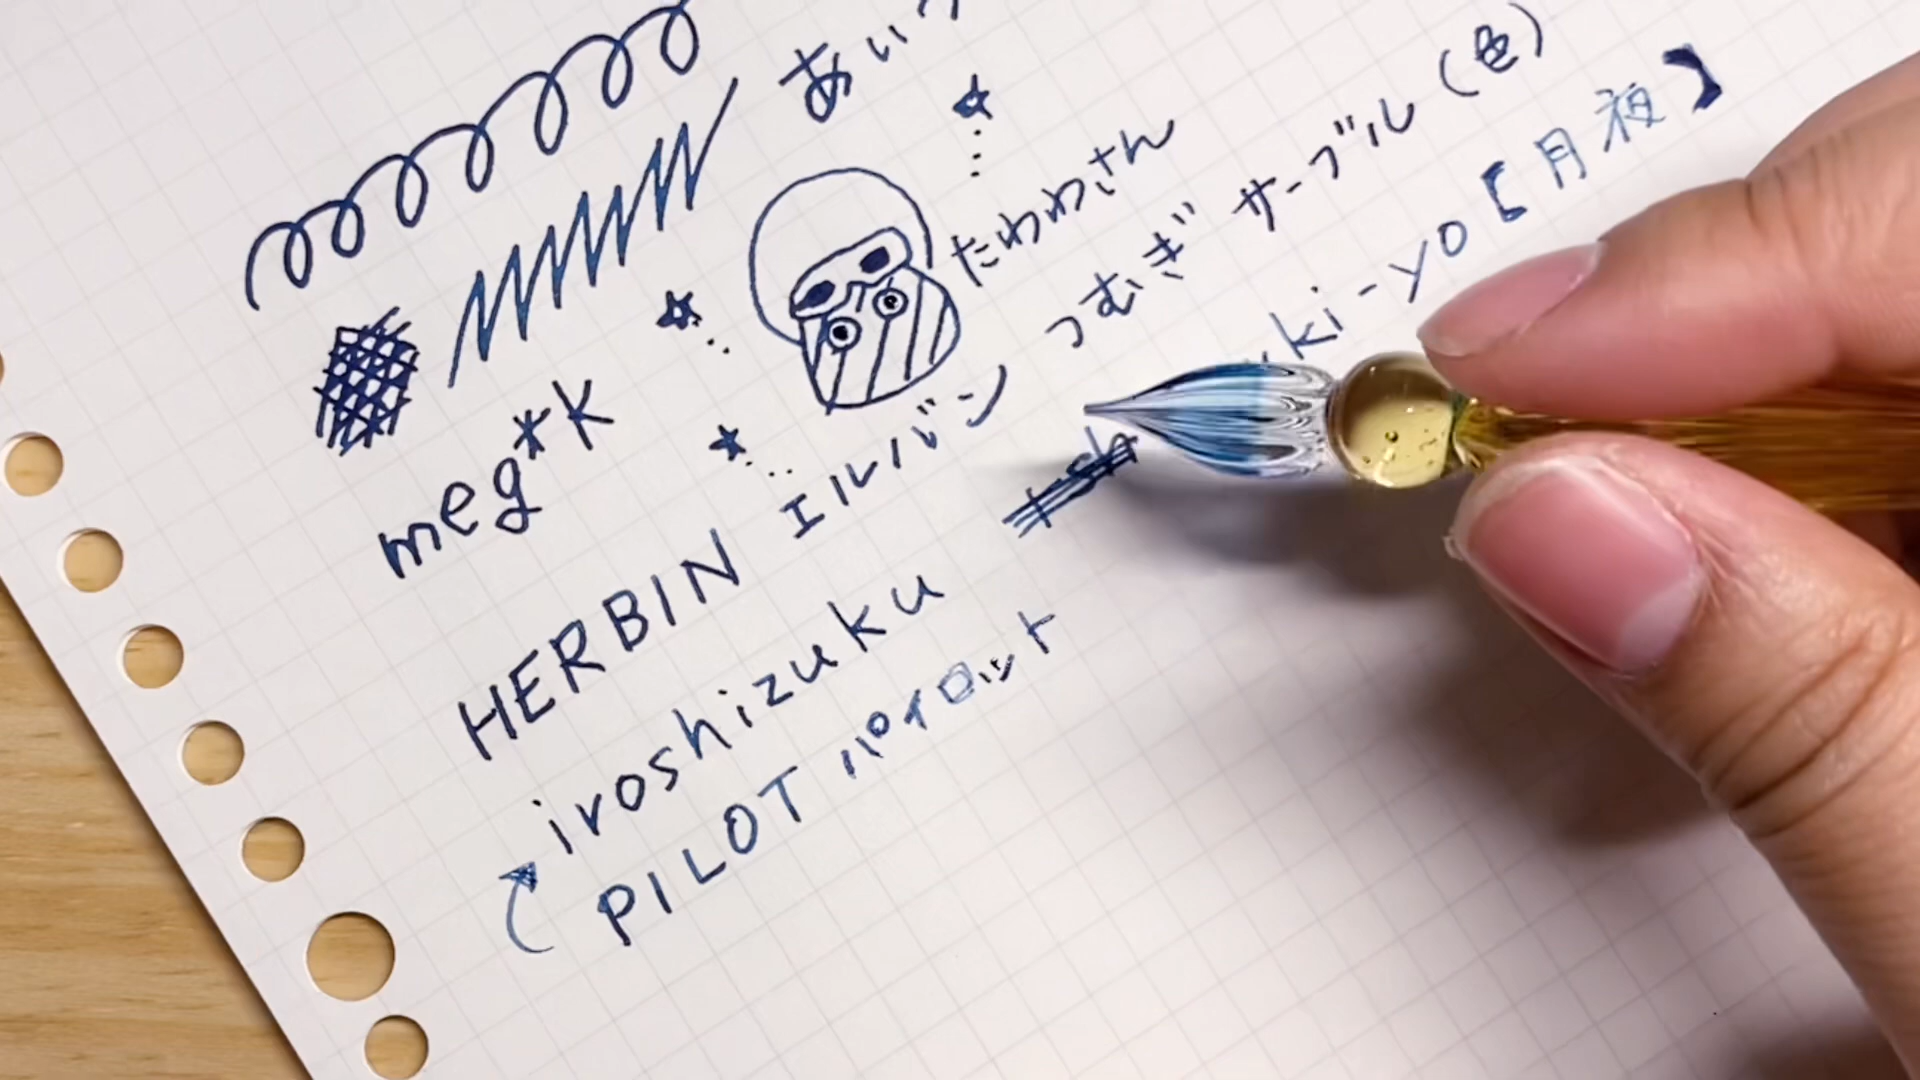 あい
たわわさん
meg*K
HERBIN エルバン つむぎ サーブル (色)
iroshizuku ki-yo【月夜】
PILOT パイロット